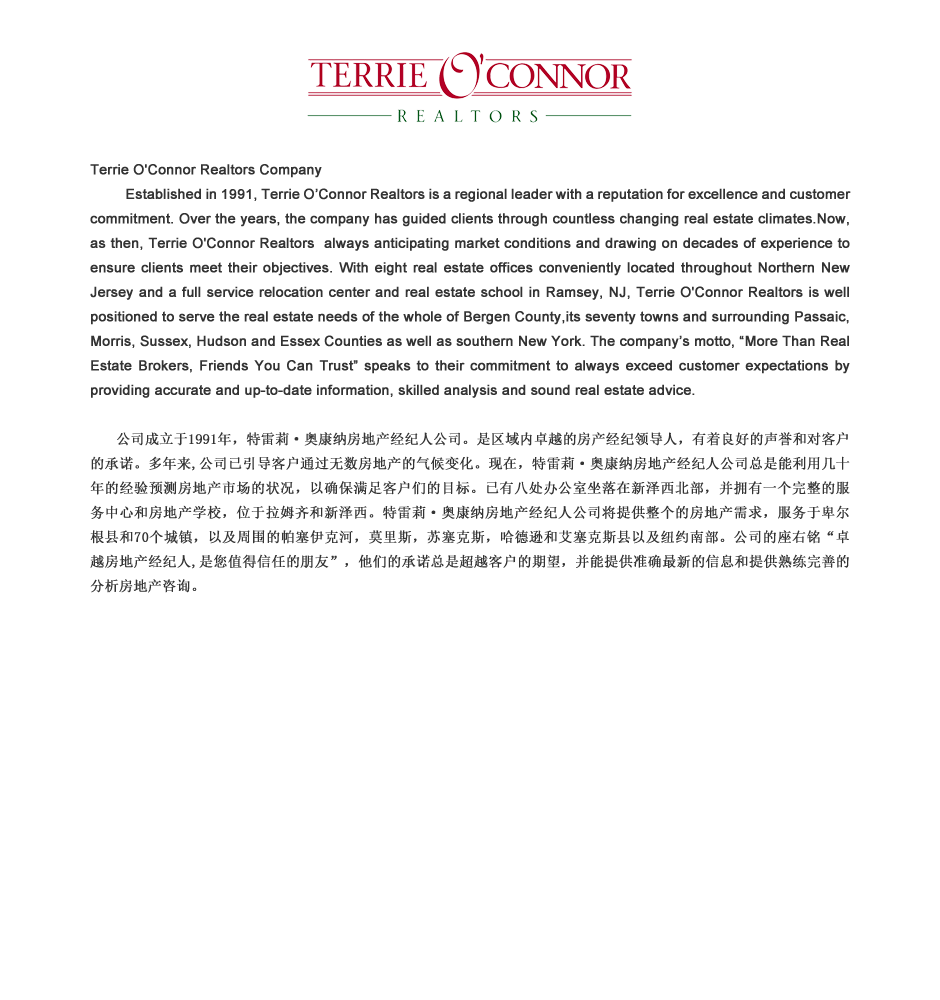 TERRIE O'CONNOR
REALTORS
Terrie O'Connor Realtors Company
Established in 1991, Terrie O’Connor Realtors is a regional leader with a reputation for excellence and customer
commitment. Over the years, the company has guided clients through countless changing real estate climates.Now,
as then, Terrie O'Connor Realtors  always anticipating market conditions and drawing on decades of experience to
ensure clients meet their objectives. With eight real estate offices conveniently located throughout Northern New
Jersey and a full service relocation center and real estate school in Ramsey, NJ, Terrie O'Connor Realtors is well
positioned to serve the real estate needs of the whole of Bergen County,its seventy towns and surrounding Passaic,
Morris, Sussex, Hudson and Essex Counties as well as southern New York. The company’s motto, “More Than Real
Estate Brokers, Friends You Can Trust” speaks to their commitment to always exceed customer expectations by
providing accurate and up-to-date information, skilled analysis and sound real estate advice.
公司成立于1991年，特雷莉·奥康纳房地产经纪人公司。是区域内卓越的房产经纪领导人，有着良好的声誉和对客户
的承诺。多年来,公司已引导客户通过无数房地产的气候变化。现在，特雷莉·奥康纳房地产经纪人公司总是能利用几十
年的经验预测房地产市场的状况，以确保满足客户们的目标。已有八处办公室坐落在新泽西北部，并拥有一个完整的服
务中心和房地产学校，位于拉姆齐和新泽西。特雷莉·奥康纳房地产经纪人公司将提供整个的房地产需求，服务于卑尔
根县和70个城镇，以及周围的帕塞伊克河，莫里斯，苏塞克斯，哈德逊和艾塞克斯县以及纽约南部。公司的座右铭“卓
越房地产经纪人,是您值得信任的朋友”，他们的承诺总是超越客户的期望，并能提供准确最新的信息和提供熟练完善的
分析房地产咨询。